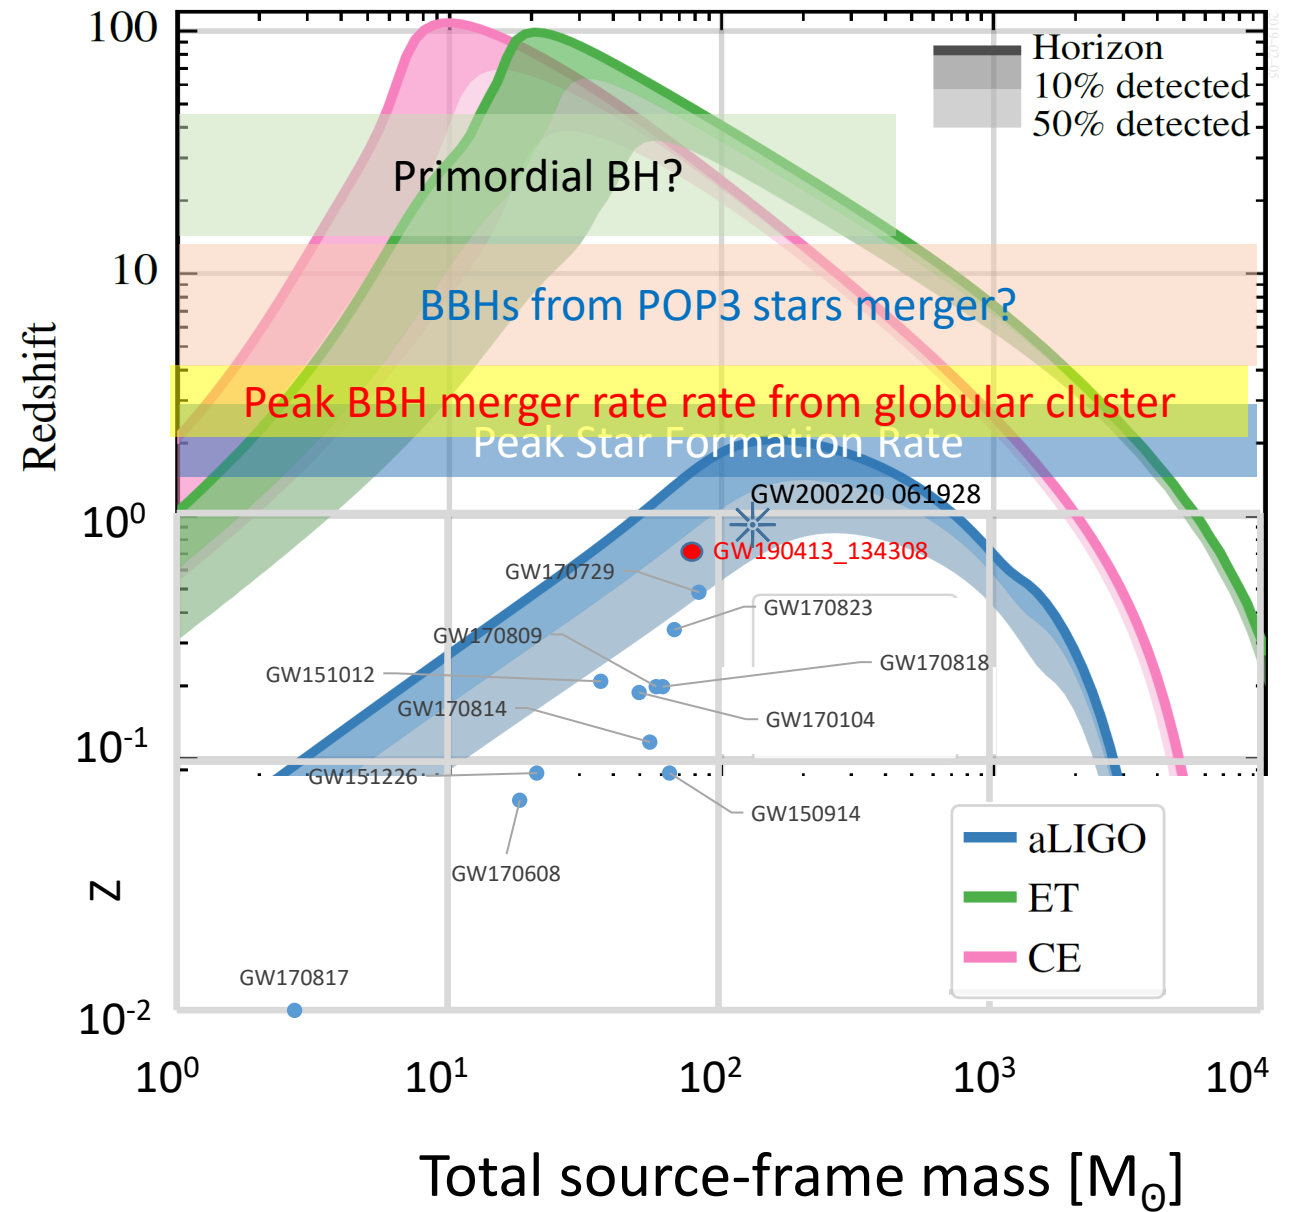 100
10
10⁰
10⁻¹
10⁻²
Redshift
z
Horizon
10% detected
50% detected
Primordial BH?
BBHs from POP3 stars merger?
Peak BBH merger rate rate from globular cluster
Peak Star Formation Rate
GW200220_061928
GW190413_134308
GW170729
GW170823
GW170809
GW170818
GW151012
GW170104
GW170814
GW151226
GW150914
GW170608
GW170817
aLIGO
ET
CE
10⁰ 10¹ 10² 10³ 10⁴
Total source-frame mass [M⊙]